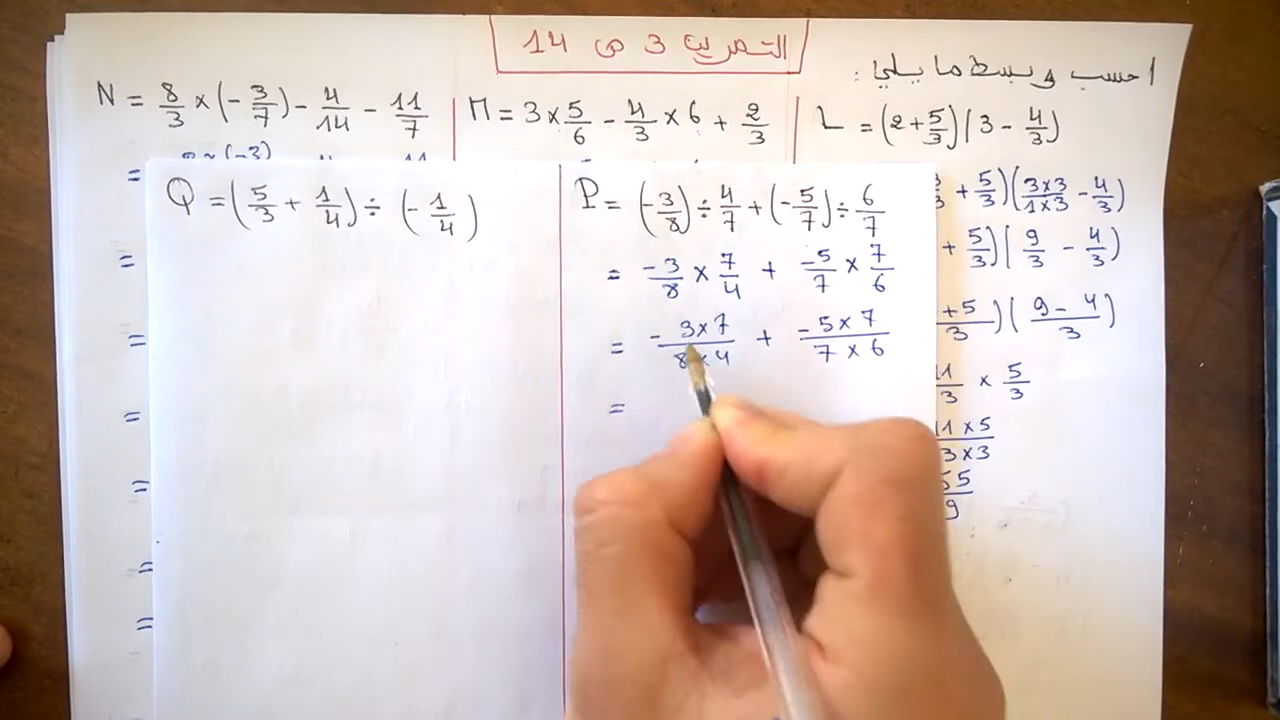 التمرين 3 ص 14
احسب وبسط ما يلي :
L = (2 + 5/3)(3 - 4/3)
+ 5/3)(3×3/1×3 - 4/3)
+ 5/3)(9/3 - 4/3)
+5/3)(9 - 4/3)
11/3 × 5/3
11×5/3×3
55/9
M = 3 × 5/6 - 4/3 × 6 + 2/3
N = 8/3 × (- 3/7) - 4/14 - 11/7
=
=
=
=
=
=
=
P = (-3/8) ÷ 4/7 + (-5/7) ÷ 6/7
= -3/8 × 7/4 + -5/7 × 7/6
= - 3×7/8×4 + -5×7/7×6
=
Q = (5/3 + 1/4) ÷ (- 1/4)